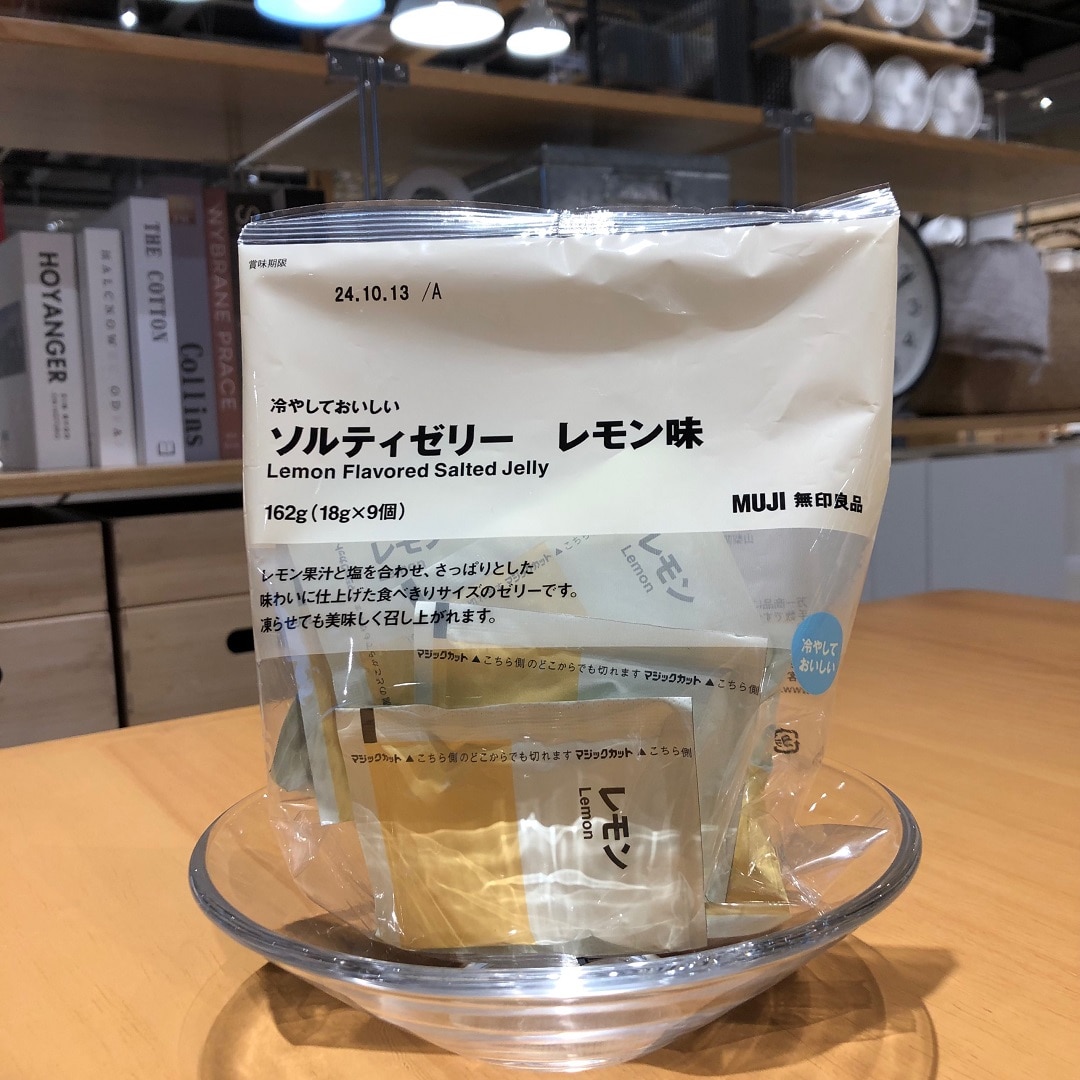 賞味期限
24.10.13 /A
冷やしておいしい
ソルティゼリー レモン味
Lemon Flavored Salted Jelly
162g(18g×9個)
MUJI 無印良品
レモン果汁と塩を合わせ、さっぱりとした
味わいに仕上げた食べきりサイズのゼリーです。
凍らせても美味しく召し上がれます。
冷やして
おいしい
レモン
Lemon
マジックカット▲こちら側のどこからでも切れます マジックカット▲こちら側
マジックカット▲こちら側のどこからでも切れます マジックカット▲こちら側
レモン
Lemon
HOYANGER
THE COTTON
Collins
WYBRANE PRACE